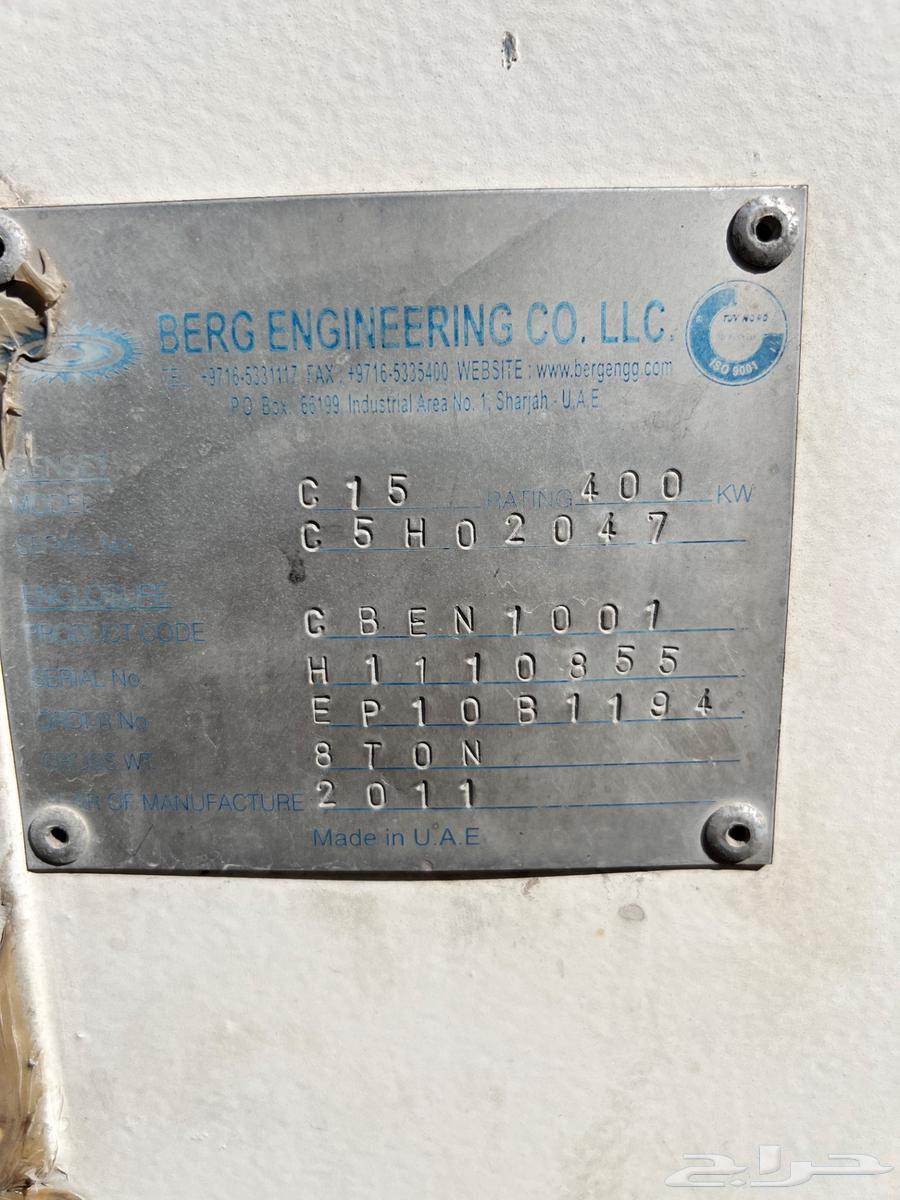 BERG ENGINEERING CO. LLC.
TUV NORD
ISO 9001
TEL. +9716-5331117 FAX : +9716-5335400 WEBSITE : www.bergengg.com
P.O. Box. 66199, Industrial Area No. 1, Sharjah - U.A.E
GENSET
MODEL C15 RATING 400 KW
SERIAL No. C5H02047
ENCLOSURE
PRODUCT CODE CBEN1001
SERIAL No. H1110855
ORDER No. EP10B1194
GROSS WT. 8TON
YEAR OF MANUFACTURE 2011
Made in U.A.E
حراج